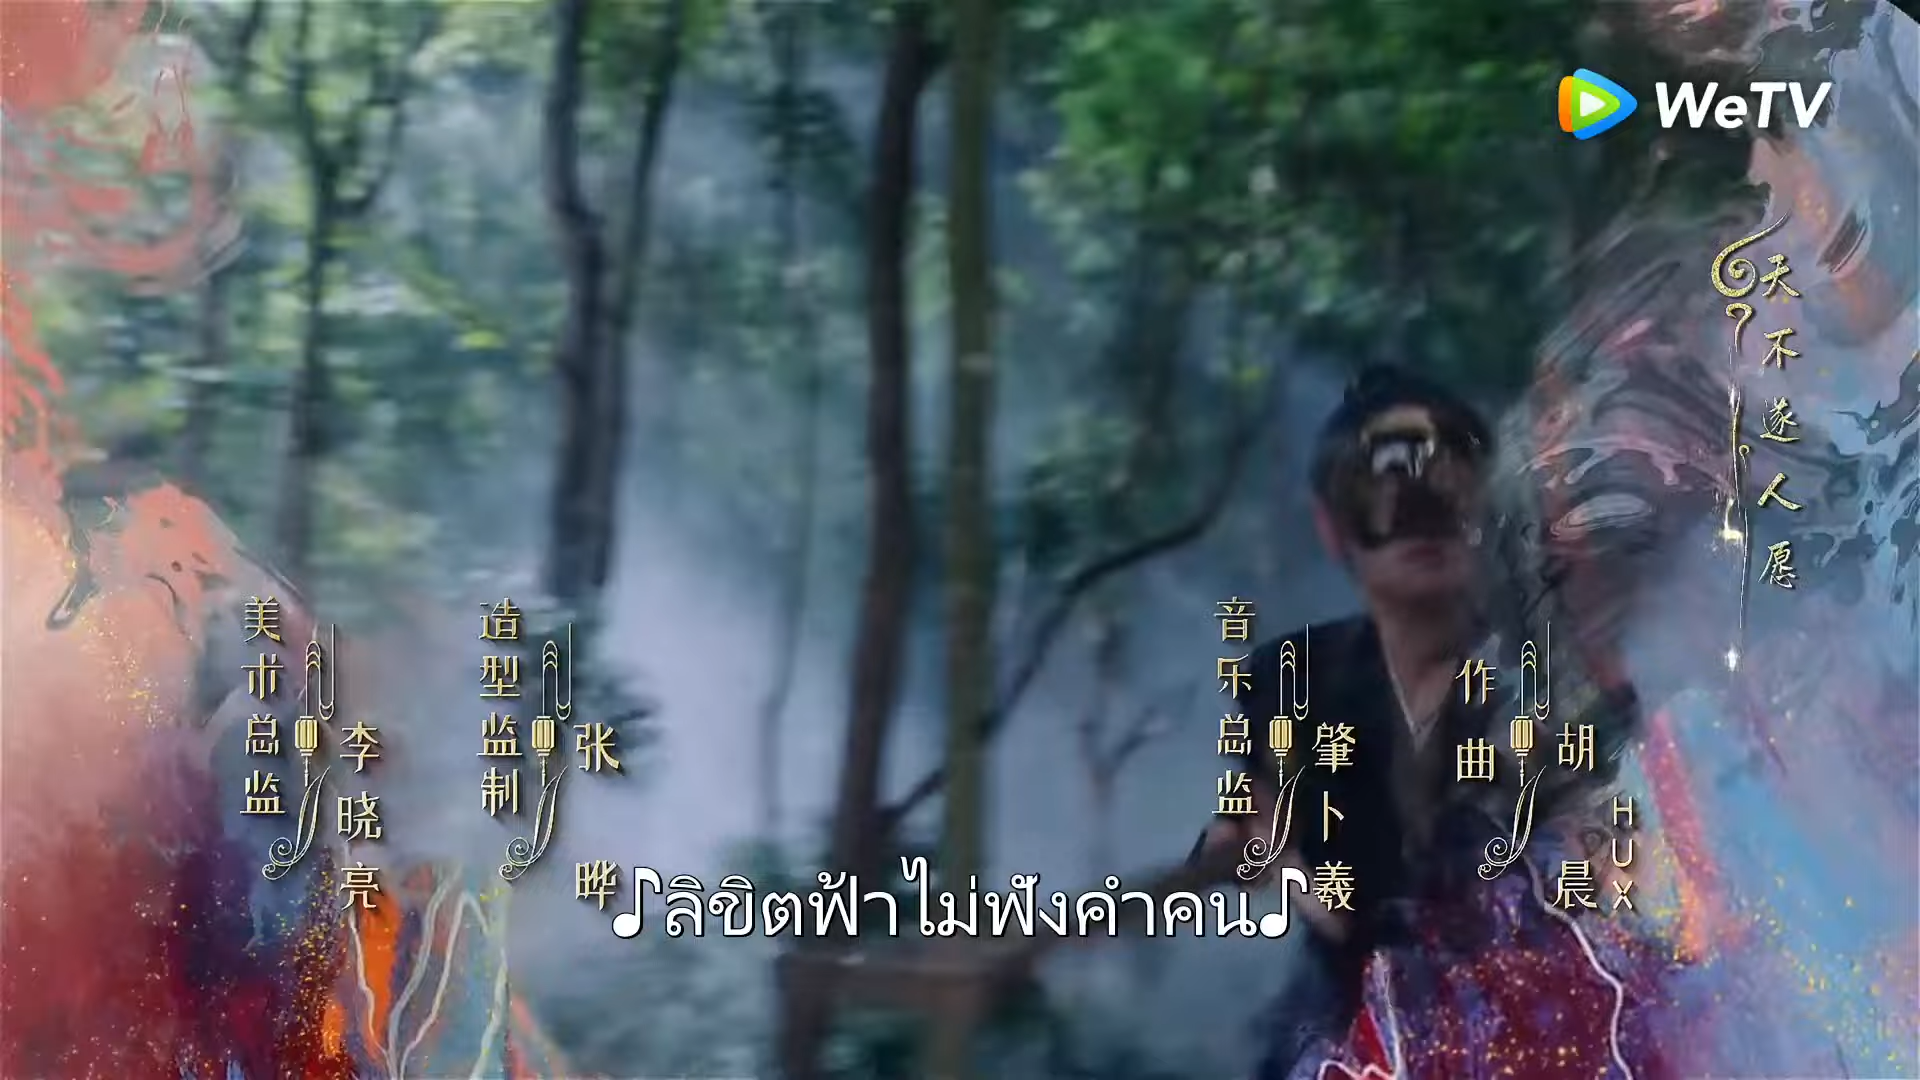 WeTV
天不遂人愿
美术总监
李晓亮
造型监制
张晔
音乐总监
肇卜羲
作曲
胡晨
HUX
♪ลิขิตฟ้าไม่ฟังคำคน♪